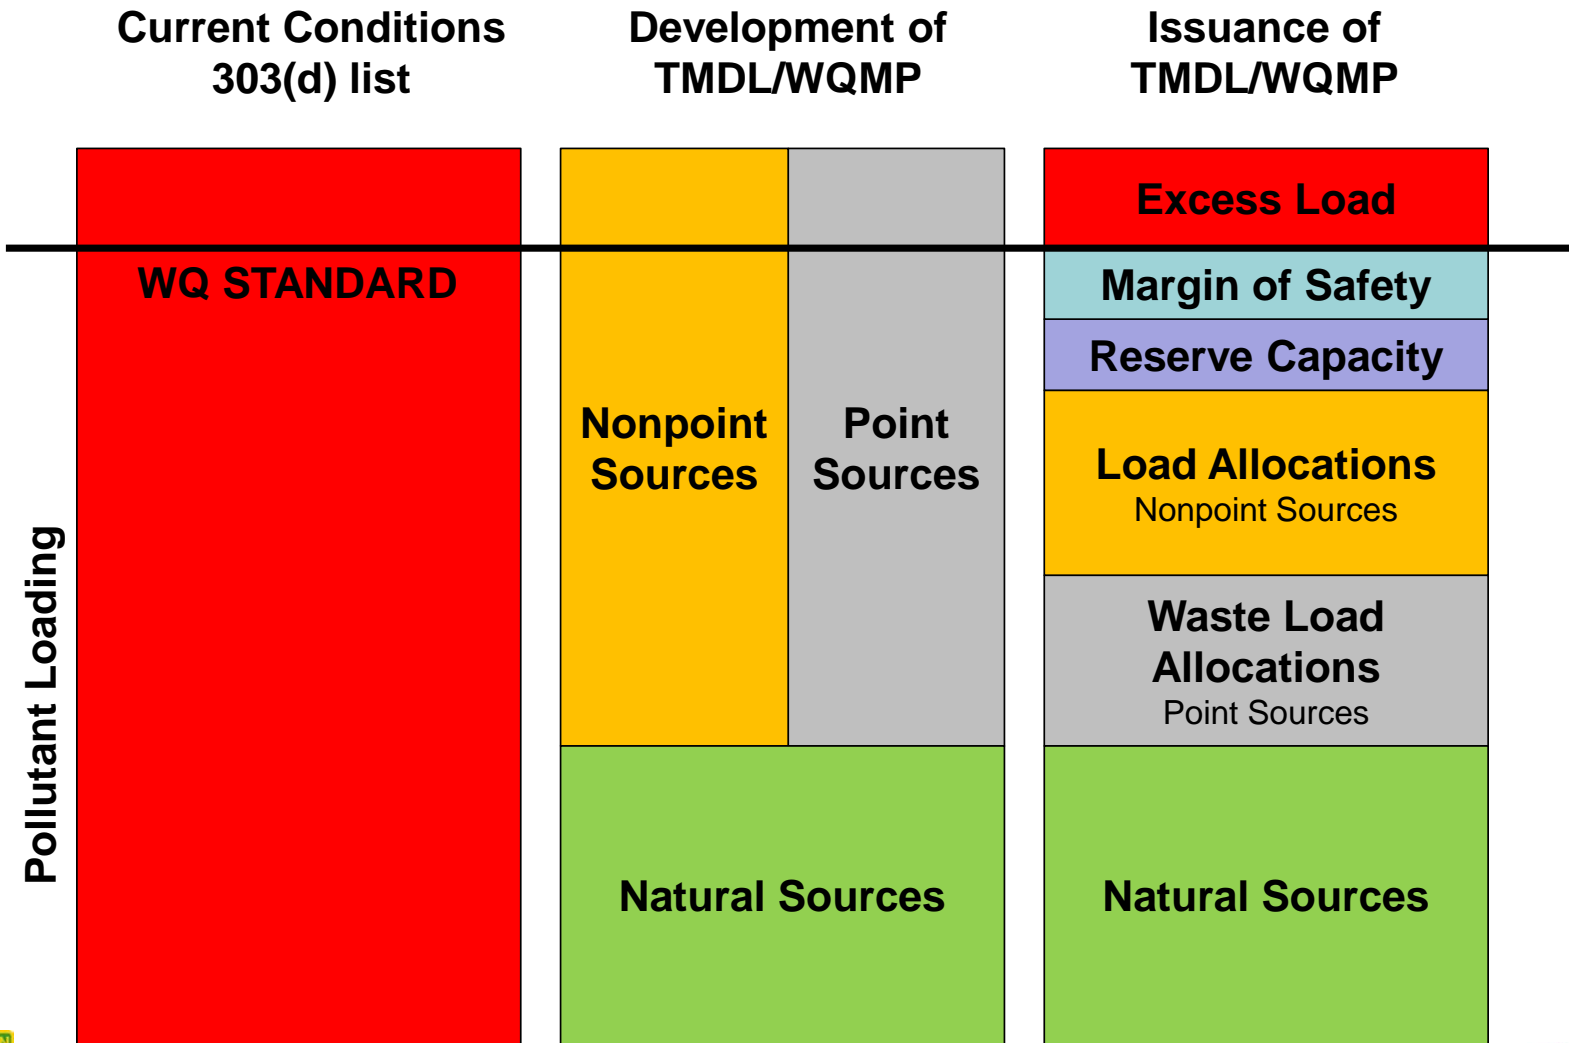 Current Conditions
303(d) list
Development of
TMDL/WQMP
Issuance of
TMDL/WQMP
Pollutant Loading
WQ STANDARD
Nonpoint
Sources
Point
Sources
Natural Sources
Excess Load
Margin of Safety
Reserve Capacity
Load Allocations
Nonpoint Sources
Waste Load
Allocations
Point Sources
Natural Sources